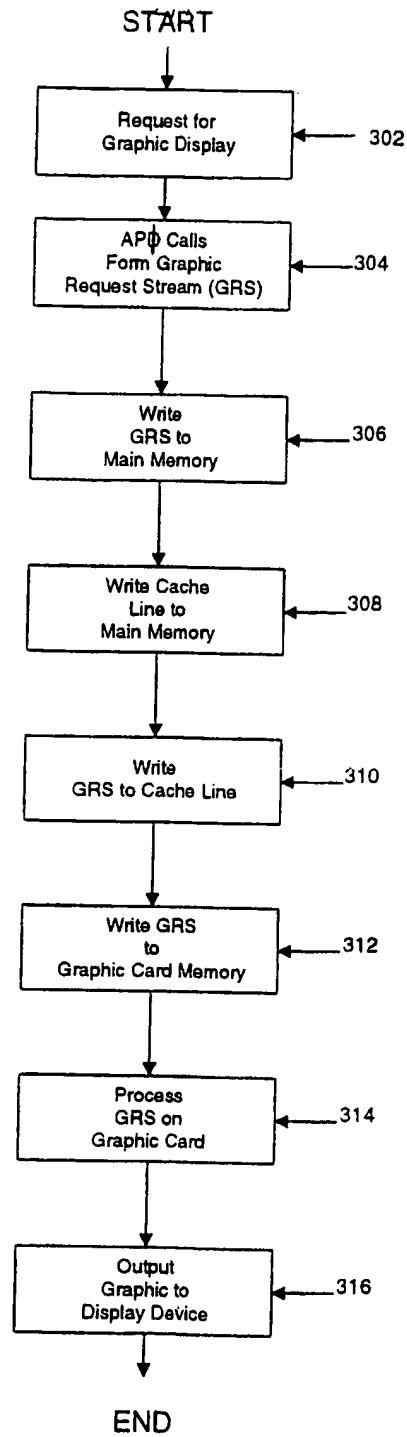 START
Request for
Graphic Display
302
APD Calls
Form Graphic
Request Stream (GRS)
304
Write
GRS to
Main Memory
306
Write Cache
Line to
Main Memory
308
Write
GRS to Cache Line
310
Write GRS
to
Graphic Card Memory
312
Process
GRS on
Graphic Card
314
Output
Graphic to
Display Device
316
END